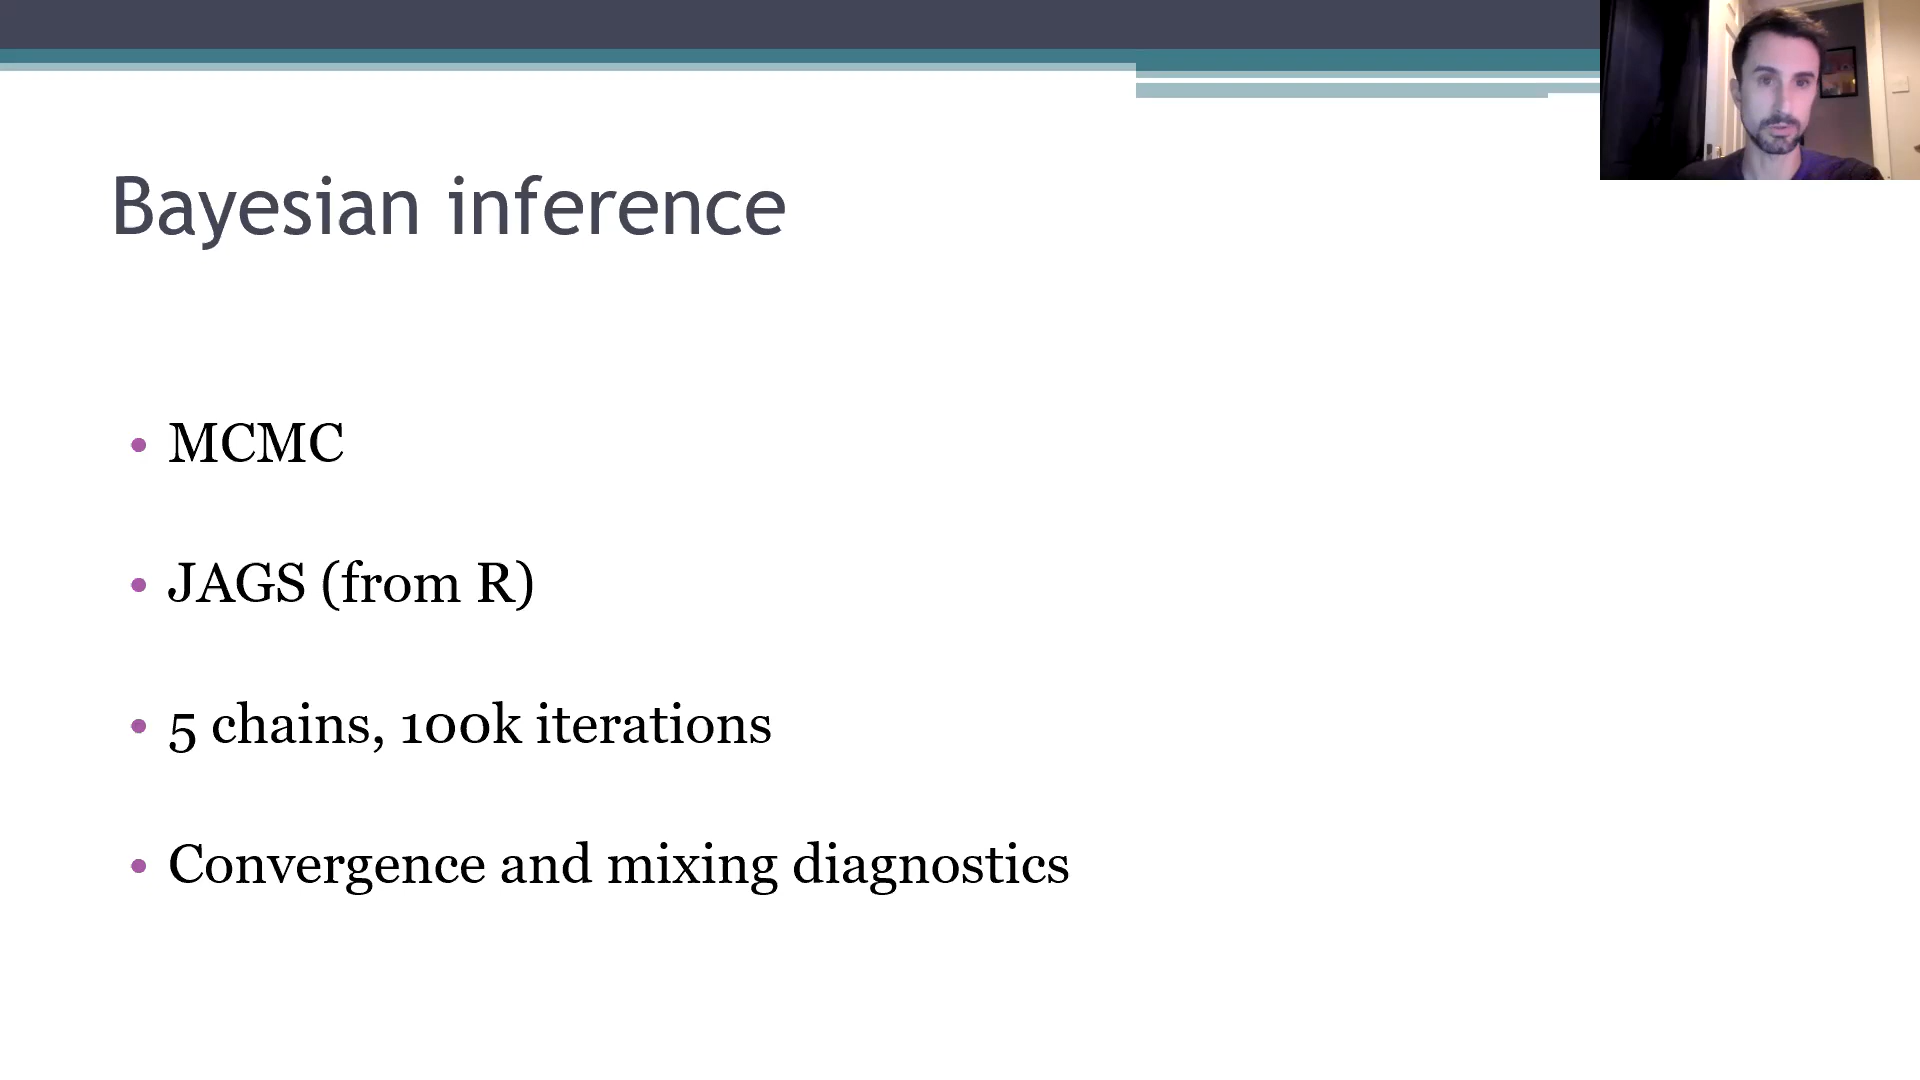 Bayesian inference
• MCMC
• JAGS (from R)
• 5 chains, 100k iterations
• Convergence and mixing diagnostics